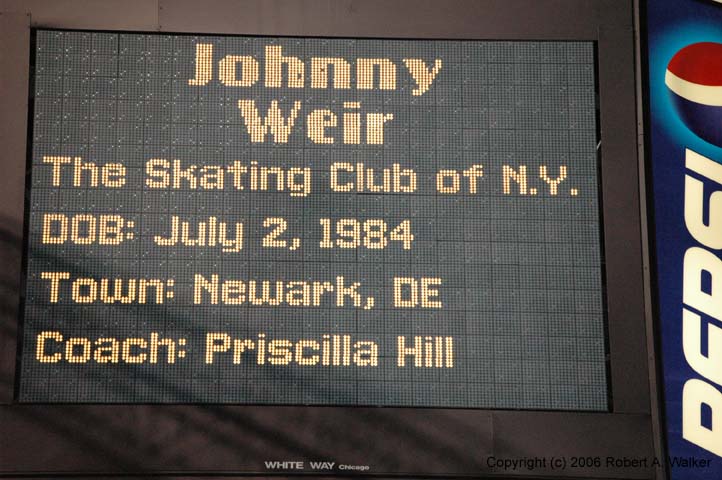 Johnny
Weir
The Skating Club of N.Y.
DOB: July 2, 1984
Town: Newark, DE
Coach: Priscilla Hill
PEPSI
WHITE WAY Chicago
Copyright (c) 2006 Robert A. Walker